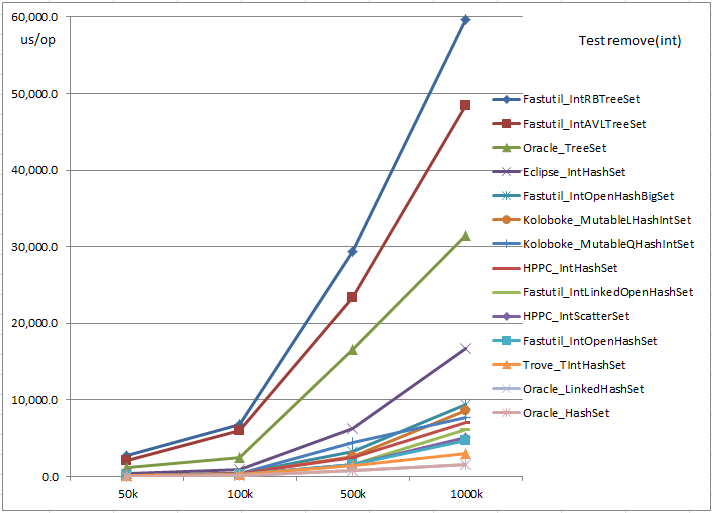 60,000.0
us/op
Test remove(int)
50,000.0
40,000.0
30,000.0
20,000.0
10,000.0
0.0
50k
100k
500k
1000k
Fastutil_IntRBTreeSet
Fastutil_IntAVLTreeSet
Oracle_TreeSet
Eclipse_IntHashSet
Fastutil_IntOpenHashBigSet
Koloboke_MutableLHashIntSet
Koloboke_MutableQHashIntSet
HPPC_IntHashSet
Fastutil_IntLinkedOpenHashSet
HPPC_IntScatterSet
Fastutil_IntOpenHashSet
Trove_TIntHashSet
Oracle_LinkedHashSet
Oracle_HashSet